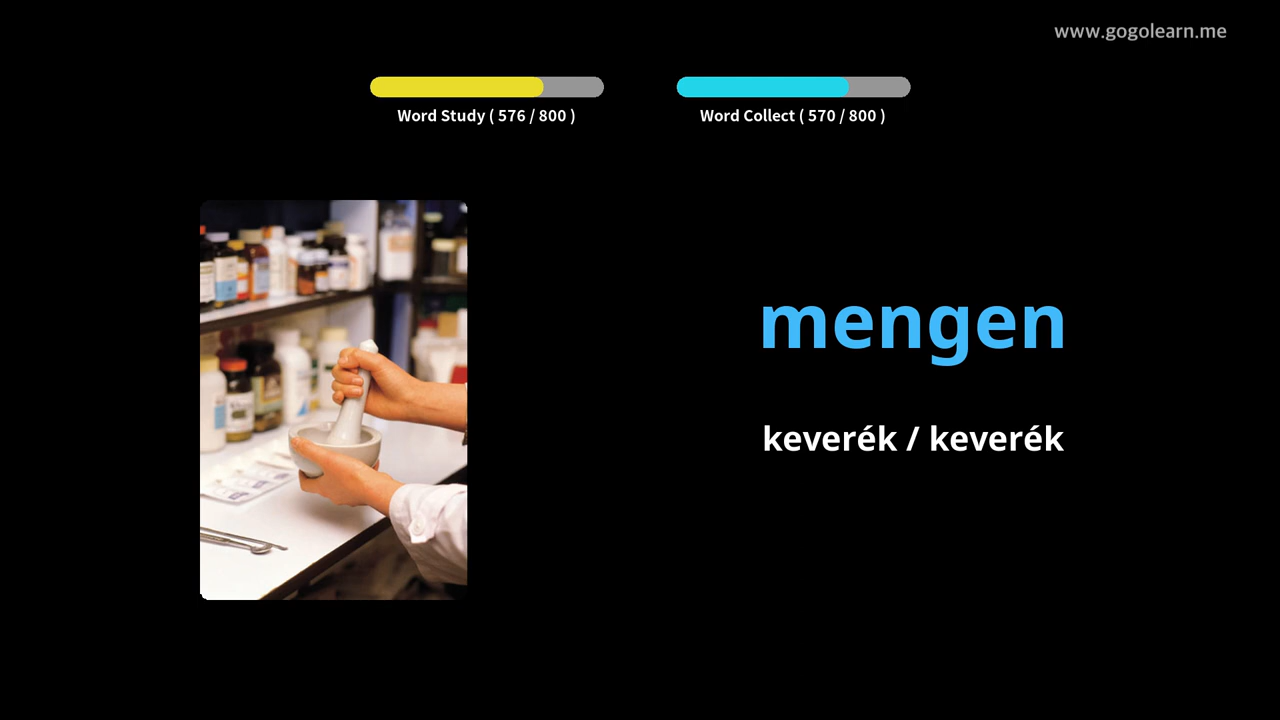 www.gogolearn.me
Word Study ( 576 / 800 )
Word Collect ( 570 / 800 )
mengen
keverék / keverék